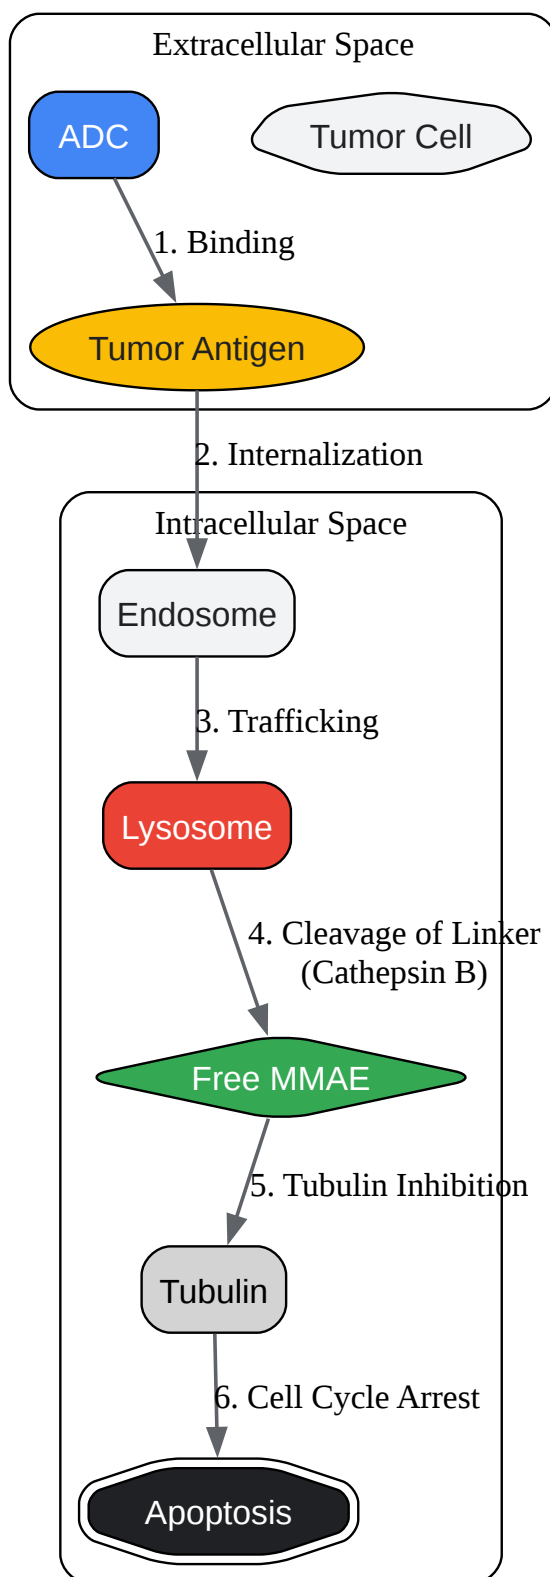 Extracellular Space
ADC
Tumor Cell
1. Binding
Tumor Antigen
2. Internalization
Intracellular Space
Endosome
3. Trafficking
Lysosome
4. Cleavage of Linker
(Cathepsin B)
Free MMAE
5. Tubulin Inhibition
Tubulin
6. Cell Cycle Arrest
Apoptosis